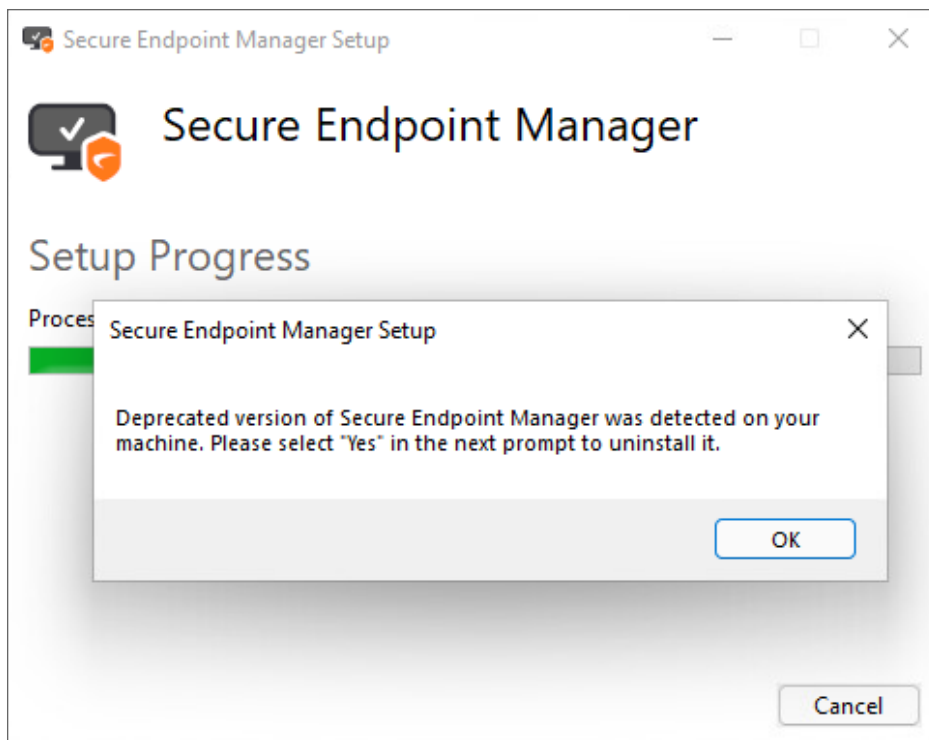 Secure Endpoint Manager Setup
Secure Endpoint Manager
Setup Progress
Proces
Secure Endpoint Manager Setup
Deprecated version of Secure Endpoint Manager was detected on your
machine. Please select "Yes" in the next prompt to uninstall it.
OK
Cancel